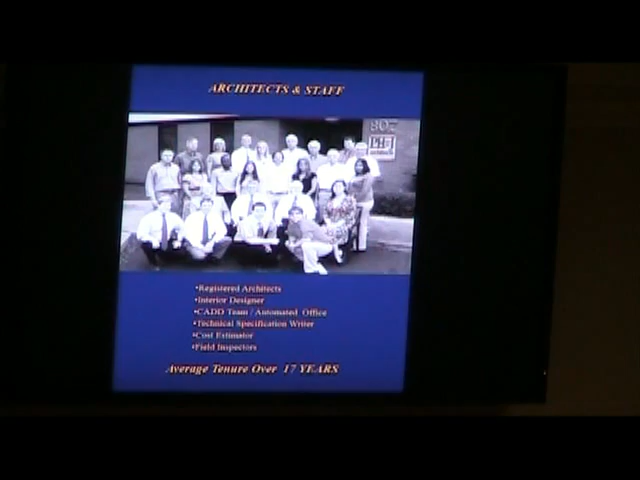 ARCHITECTS & STAFF
807
•Registered Architects
•Interior Designer
•CADD Team / Automated Office
•Technical Specification Writer
•Cost Estimator
•Field Inspectors
Average Tenure Over 17 YEARS